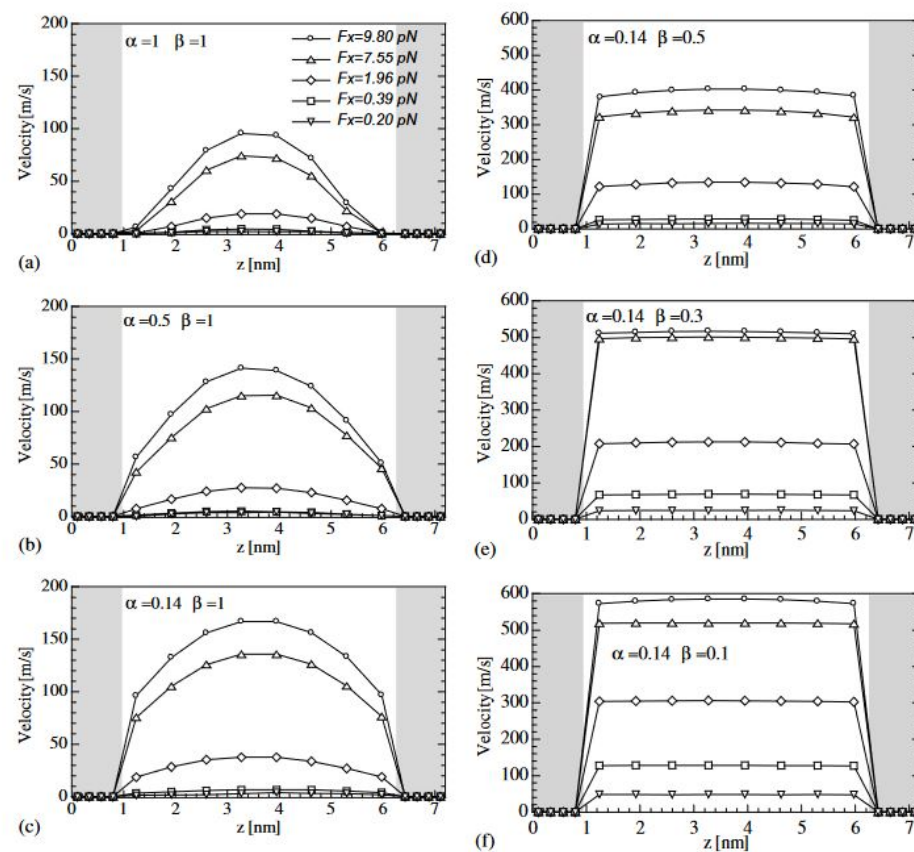 200
α=1 β=1
Fx=9.80 pN
Fx=7.55 pN
Fx=1.96 pN
Fx=0.39 pN
Fx=0.20 pN
150
100
50
0
Velocity[m/s]
0 1 2 3 4 5 6 7
z [nm]
(a)
200
α=0.5 β=1
150
100
50
0
Velocity[m/s]
0 1 2 3 4 5 6 7
z [nm]
(b)
200
α=0.14 β=1
150
100
50
0
Velocity[m/s]
0 1 2 3 4 5 6 7
z [nm]
(c)
600
α=0.14 β=0.5
500
400
300
200
100
0
Velocity[m/s]
0 1 2 3 4 5 6 7
z [nm]
(d)
600
α=0.14 β=0.3
500
400
300
200
100
0
Velocity[m/s]
0 1 2 3 4 5 6 7
z [nm]
(e)
600
500
400
α=0.14 β=0.1
300
200
100
0
Velocity[m/s]
0 1 2 3 4 5 6 7
z [nm]
(f)